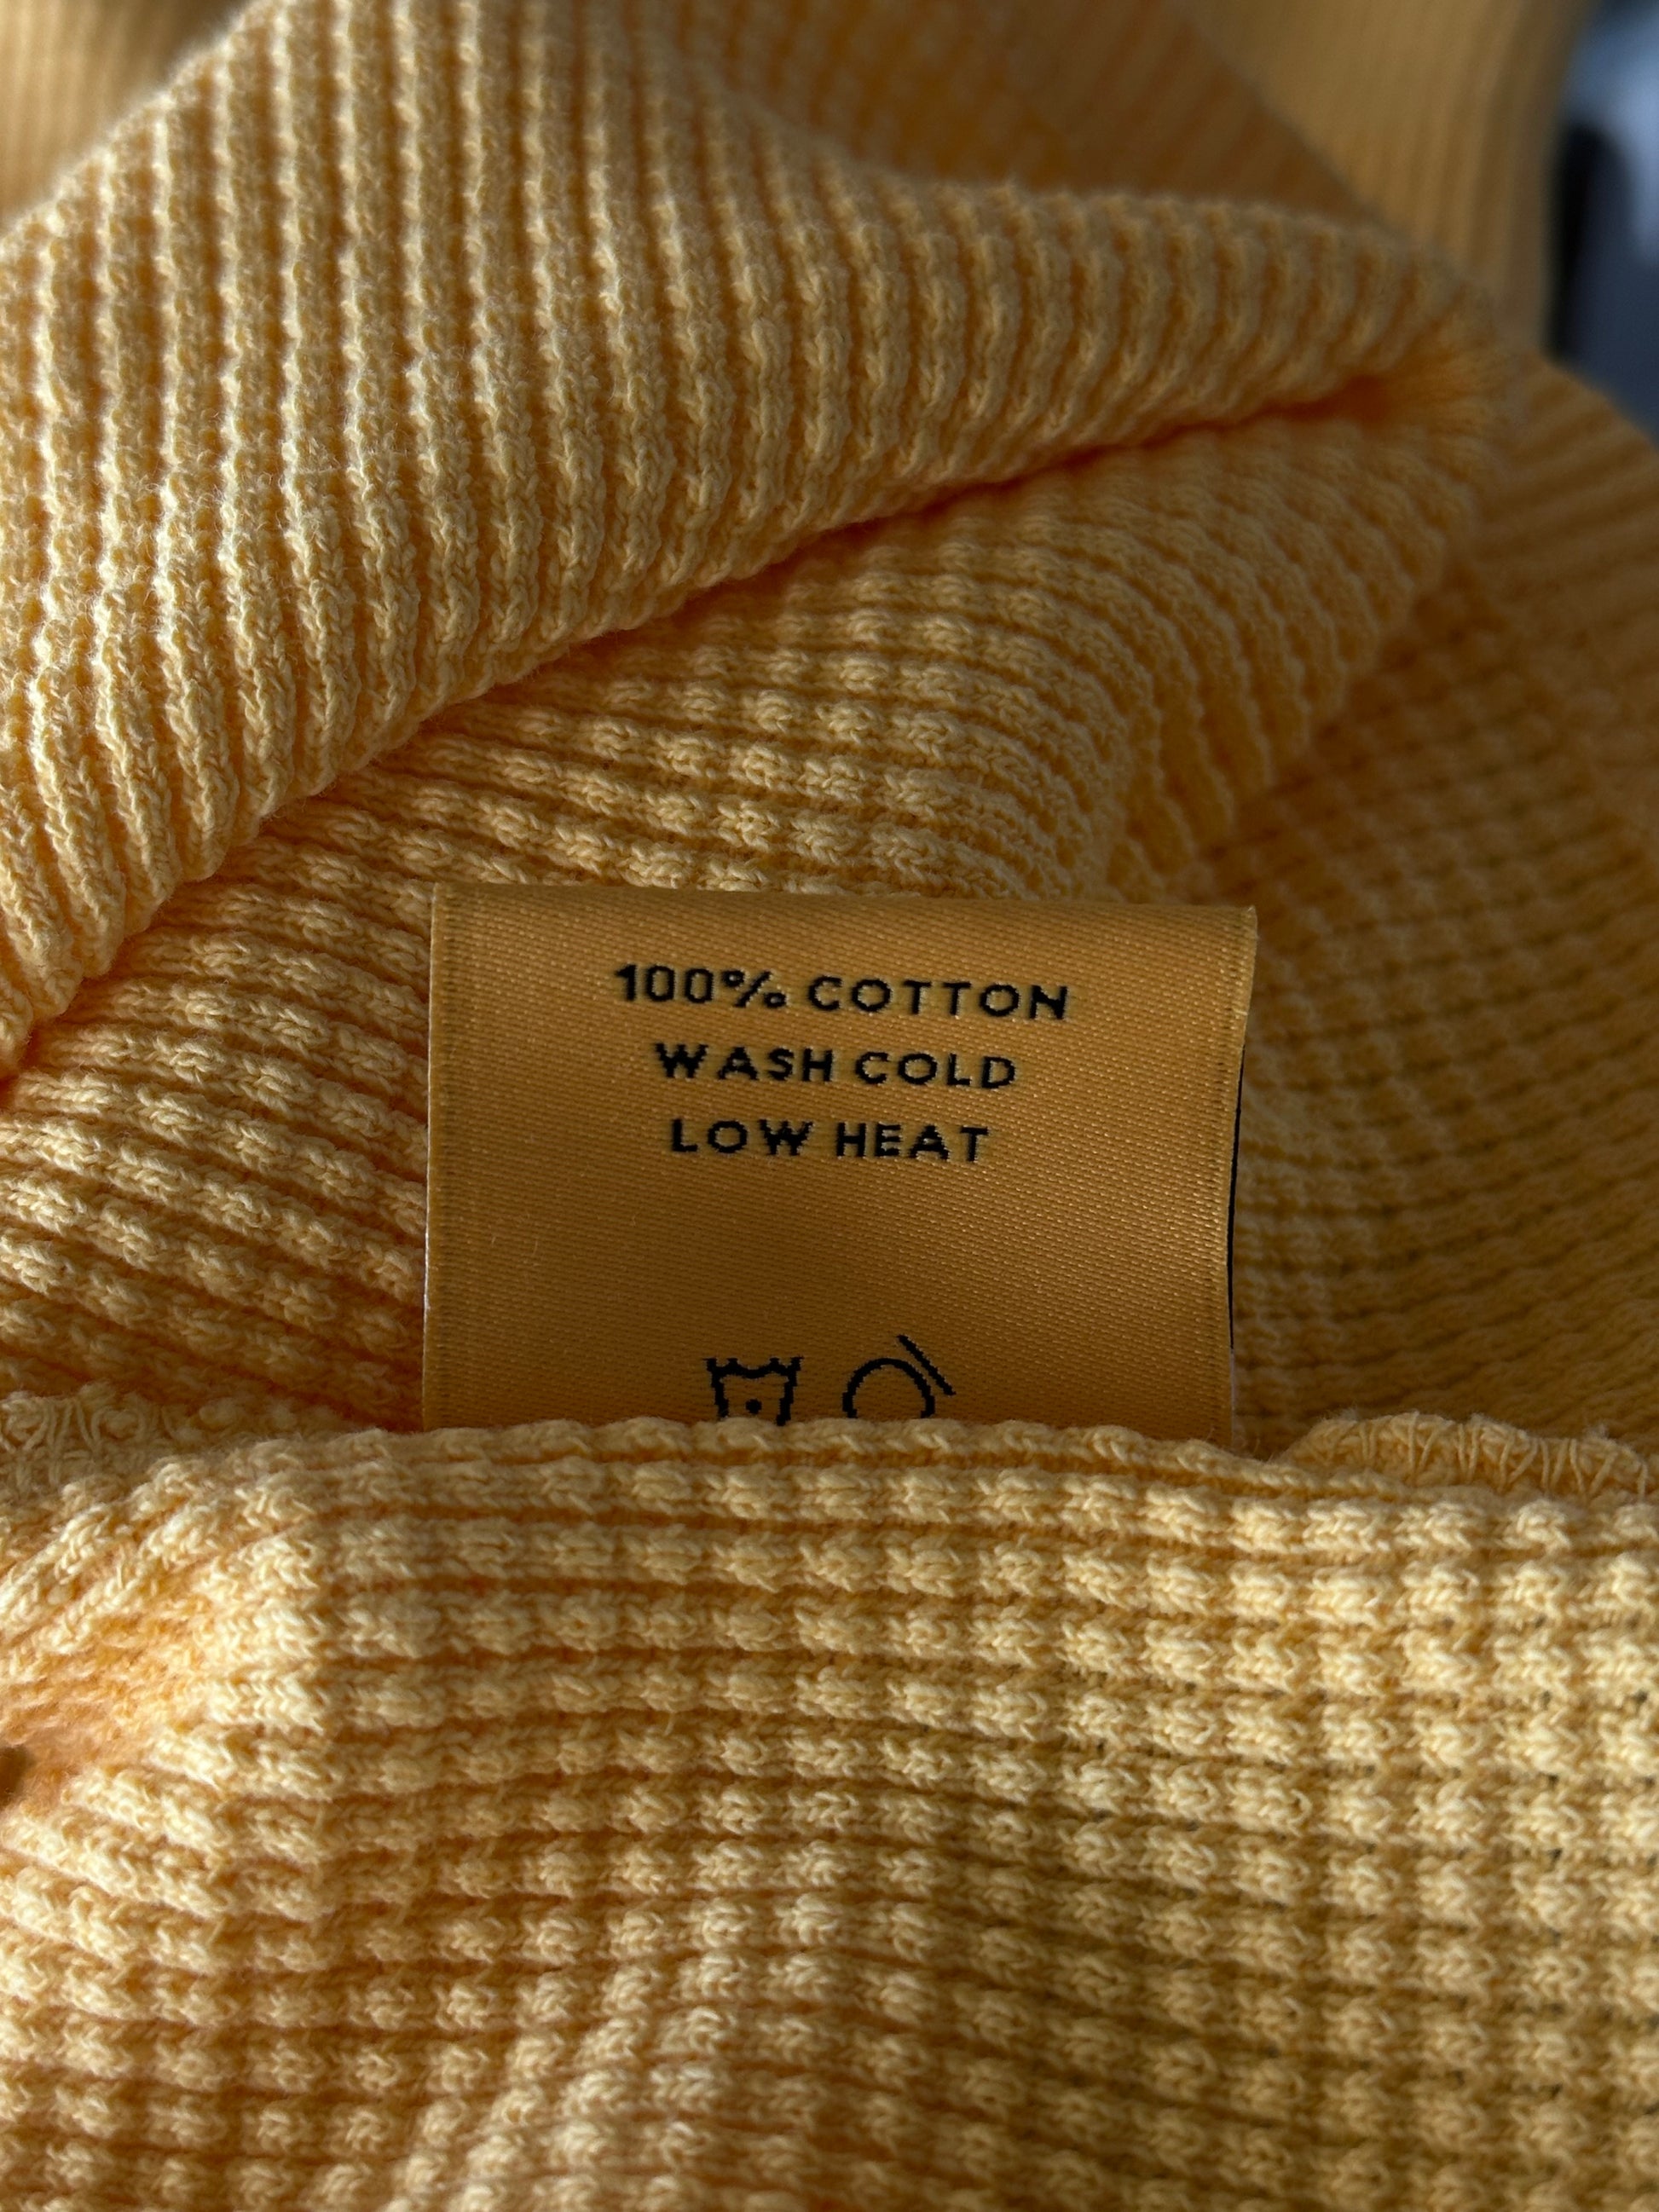 100% COTTON
WASH COLD
LOW HEAT